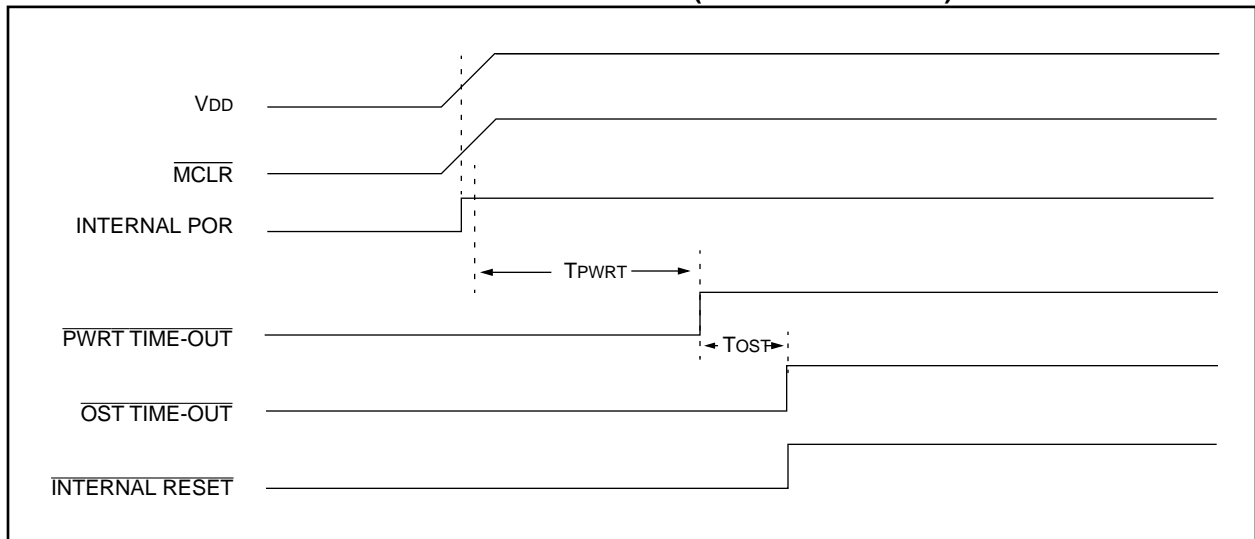 VDD
MCLR
INTERNAL POR
TPWRT
PWRT TIME-OUT
TOST
OST TIME-OUT
INTERNAL RESET